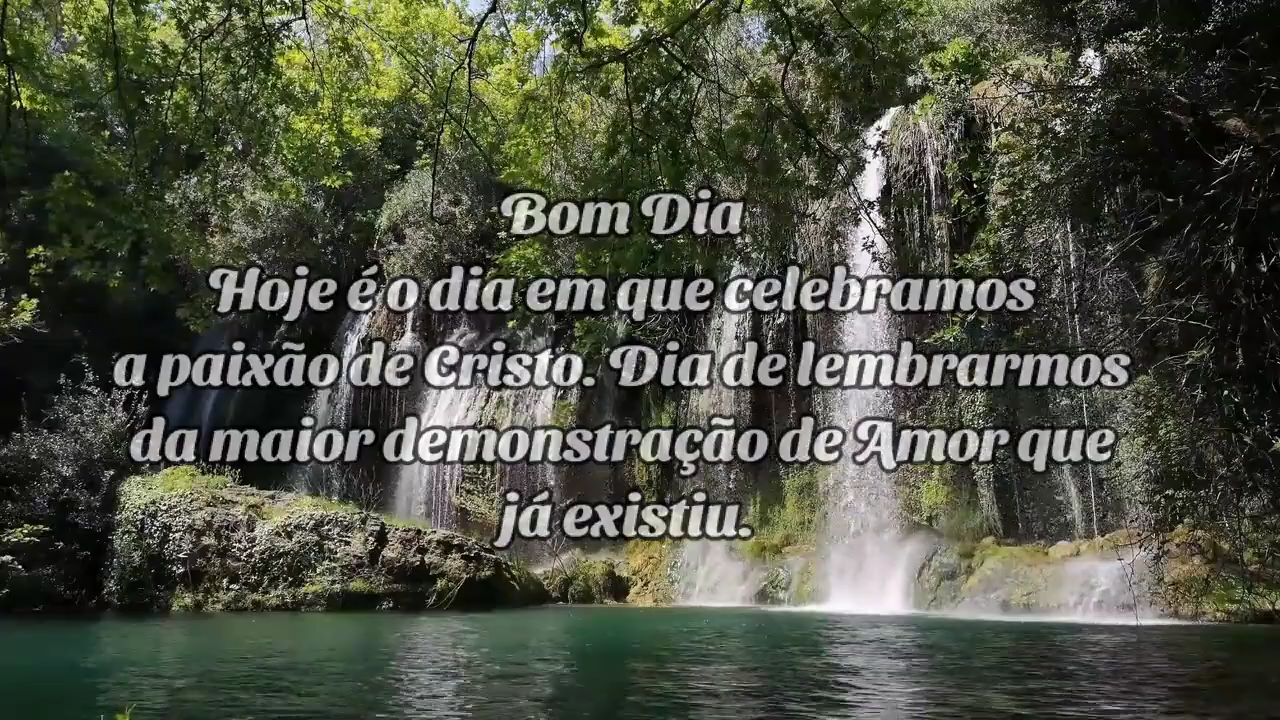 Bom Dia
Hoje é o dia em que celebramos
a paixão de Cristo. Dia de lembrarmos
da maior demonstração de Amor que
já existiu.